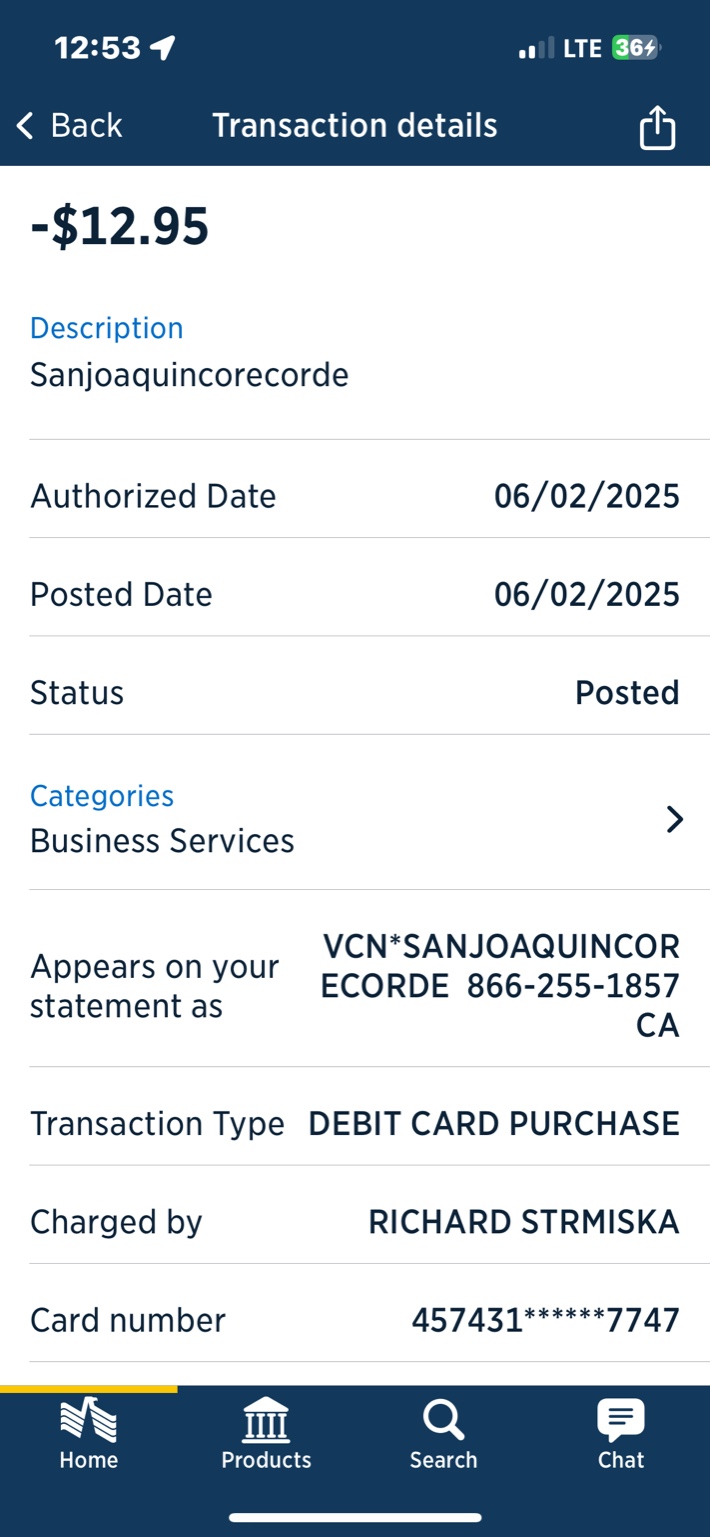 12:53
LTE 36
Back
Transaction details
-$12.95
Description
Sanjoaquincorecorde
Authorized Date 06/02/2025
Posted Date 06/02/2025
Status Posted
Categories
Business Services
Appears on your
statement as
VCN*SANJOAQUINCOR
ECORDE 866-255-1857
CA
Transaction Type DEBIT CARD PURCHASE
Charged by RICHARD STRMISKA
Card number 457431******7747
Home Products Search Chat